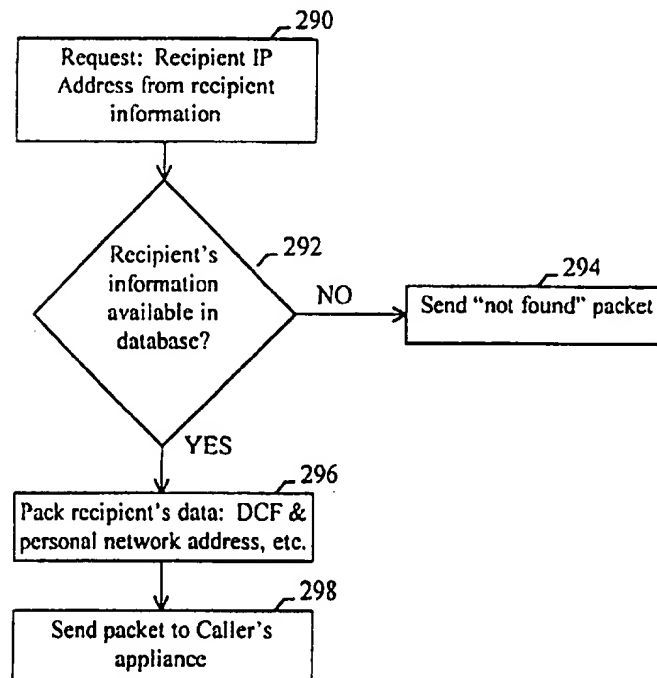 290
Request: Recipient IP
Address from recipient
information
292
Recipient's
information
available in
database?
NO
294
Send "not found" packet
YES
296
Pack recipient's data: DCF &
personal network address, etc.
298
Send packet to Caller's
appliance